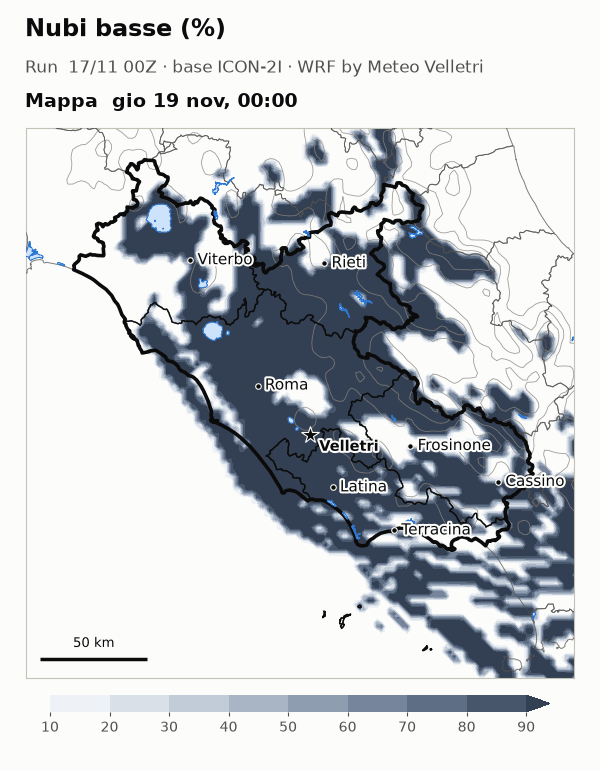 Nubi basse (%)
Run 17/11 00Z · base ICON-2I · WRF by Meteo Velletri
Mappa gio 19 nov, 00:00
Viterbo
Rieti
Roma
Velletri
Frosinone
Latina
Cassino
Terracina
50 km
10 20 30 40 50 60 70 80 90